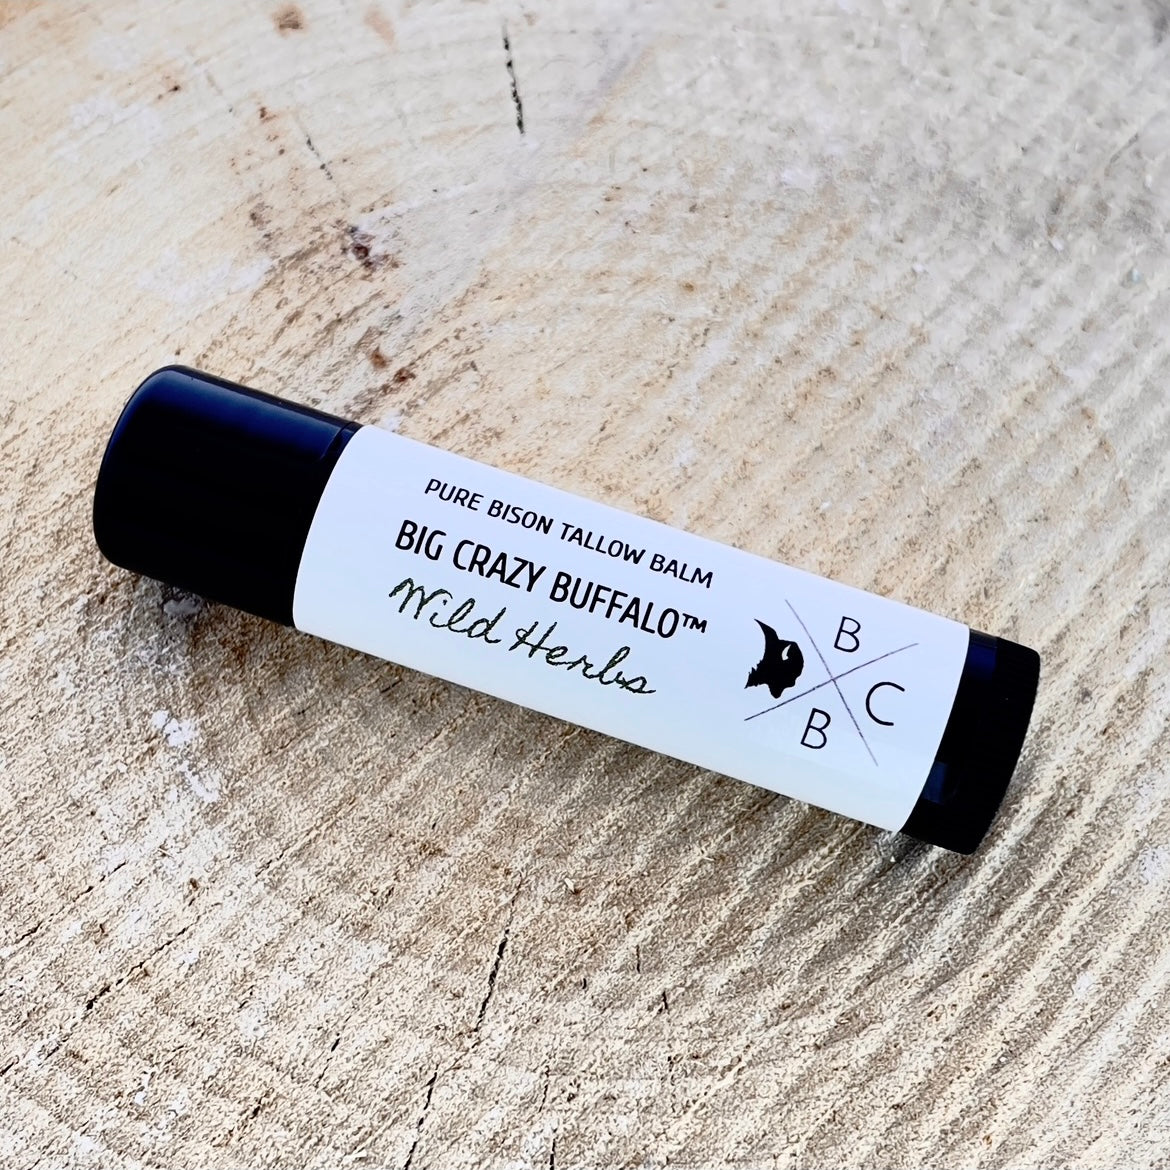 PURE BISON TALLOW BALM
BIG CRAZY BUFFALO™
Wild Herbs
B
C
B